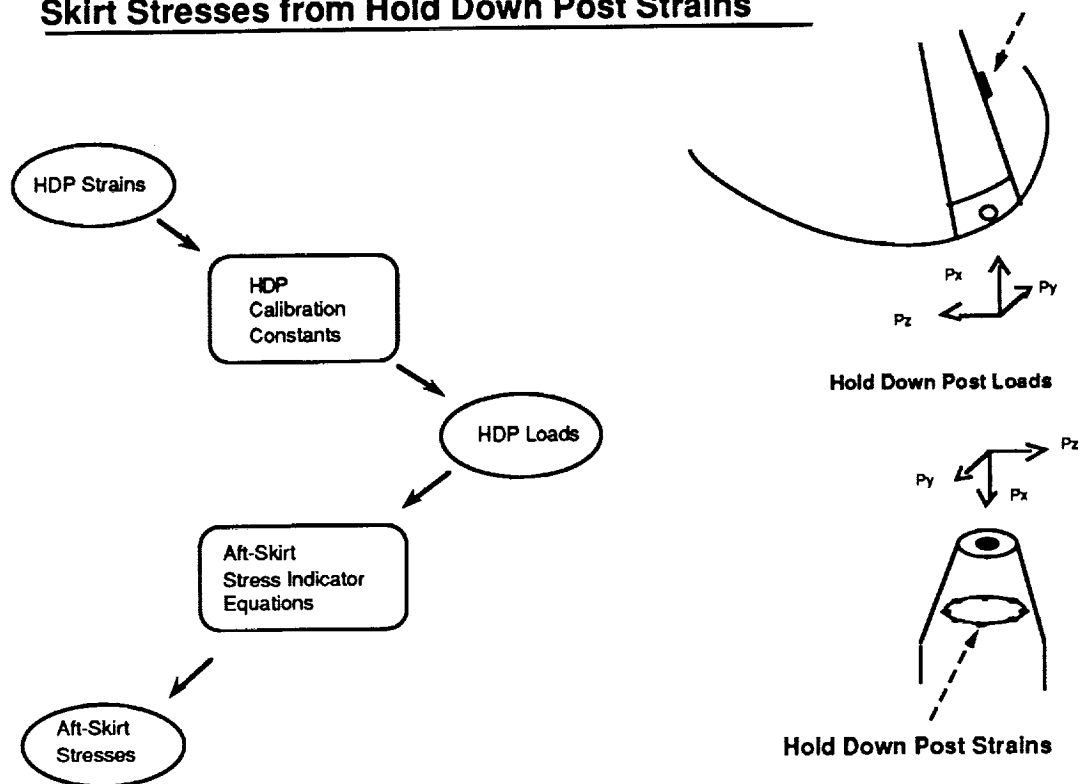 Skirt Stresses from Hold Down Post Strains
HDP Strains
HDP
Calibration
Constants
HDP Loads
Aft-Skirt
Stress Indicator
Equations
Aft-Skirt
Stresses
Px
Py
Pz
Hold Down Post Loads
Pz
Py
Px
Hold Down Post Strains